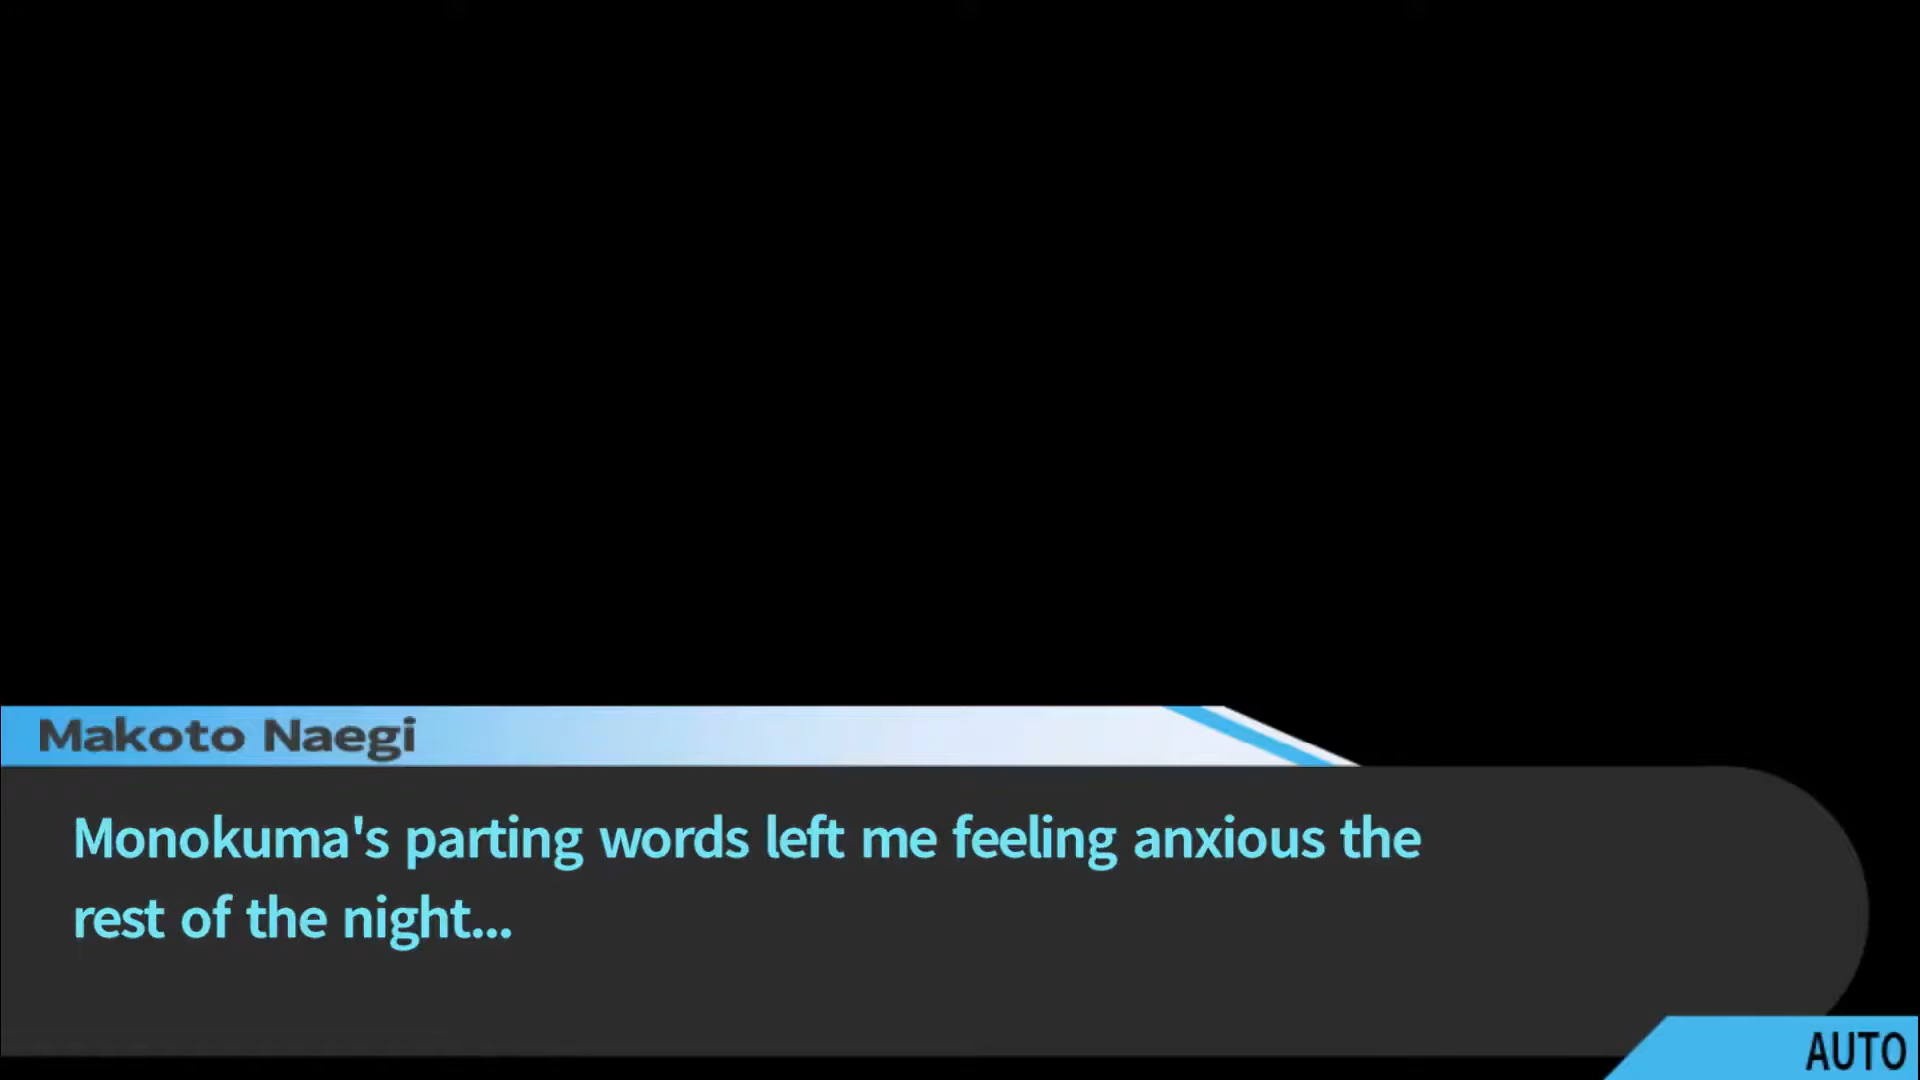 Makoto Naegi
Monokuma's parting words left me feeling anxious the
rest of the night...
AUTO